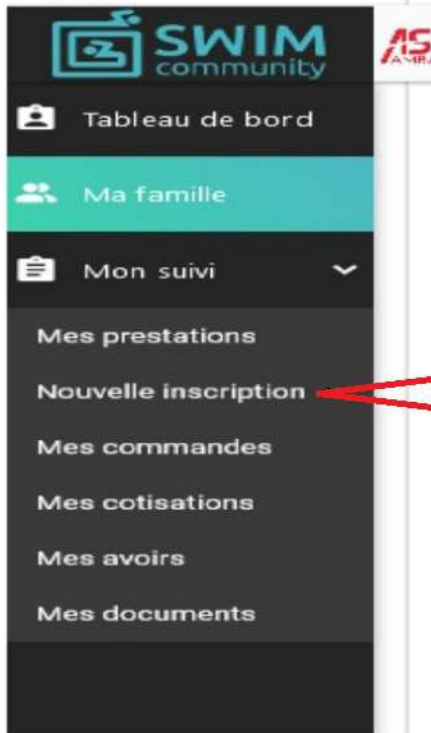 SWIM
community
Tableau de bord
Ma famille
Mon suivi
Mes prestations
Nouvelle inscription
Mes commandes
Mes cotisations
Mes avoirs
Mes documents